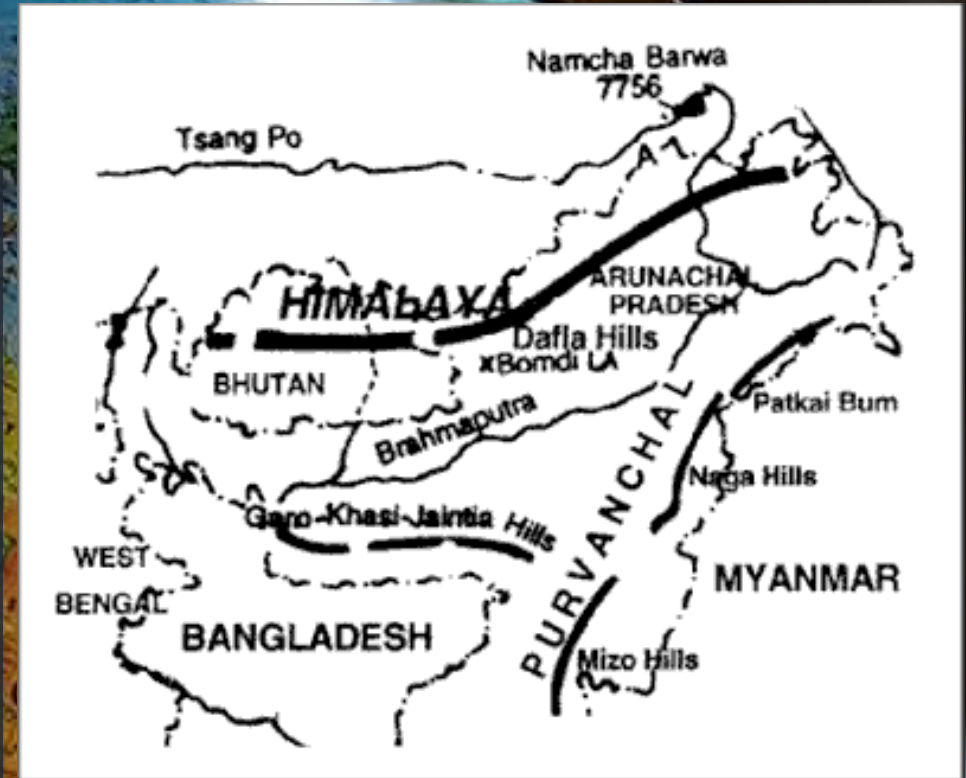 Namcha Barwa
7756
Tsang Po
HIMALAYA
ARUNACHAL
PRADESH
Dafla Hills
xBomdi LA
BHUTAN
Patkai Bum
Brahmaputra
Naga Hills
Garo-Khasi-Jaintia Hills
PURVANCHAL
WEST
BENGAL
MYANMAR
BANGLADESH
Mizo Hills